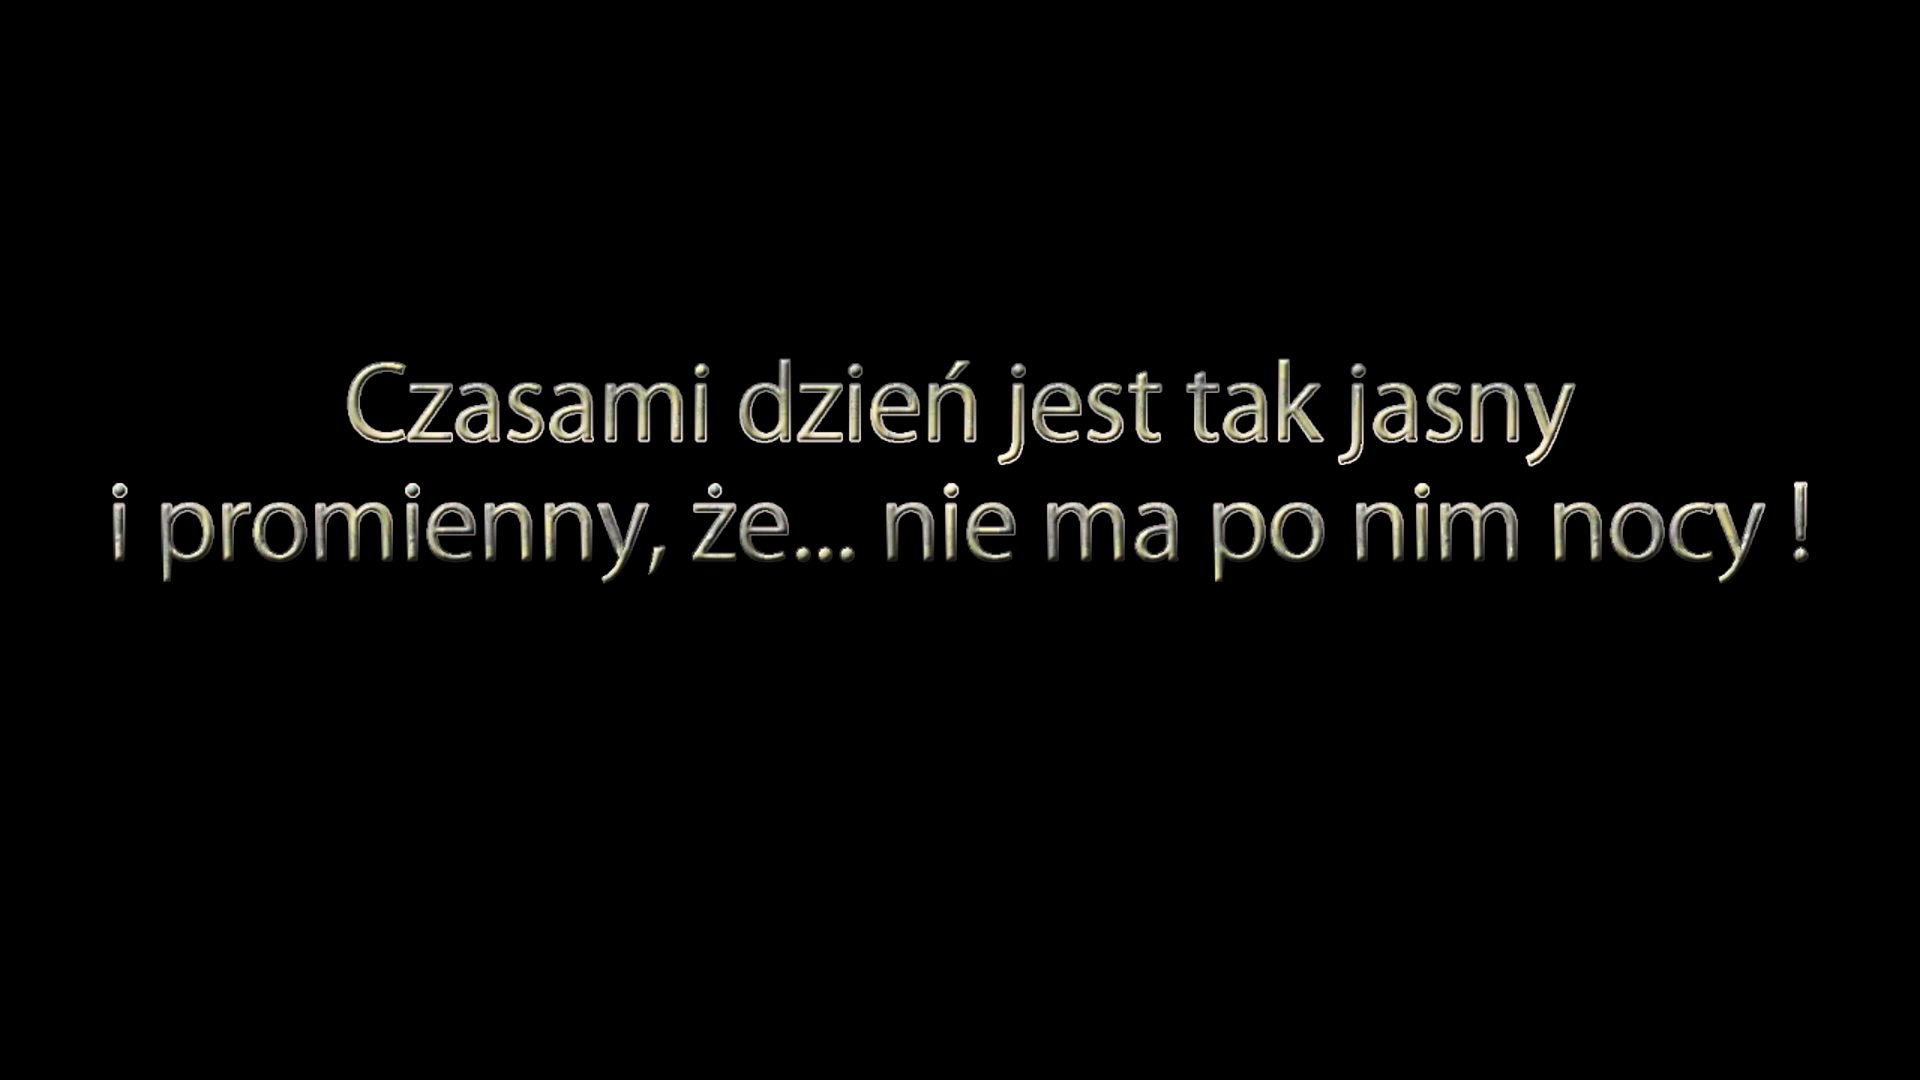 Czasami dzień jest tak jasny
i promienny, że... nie ma po nim nocy !